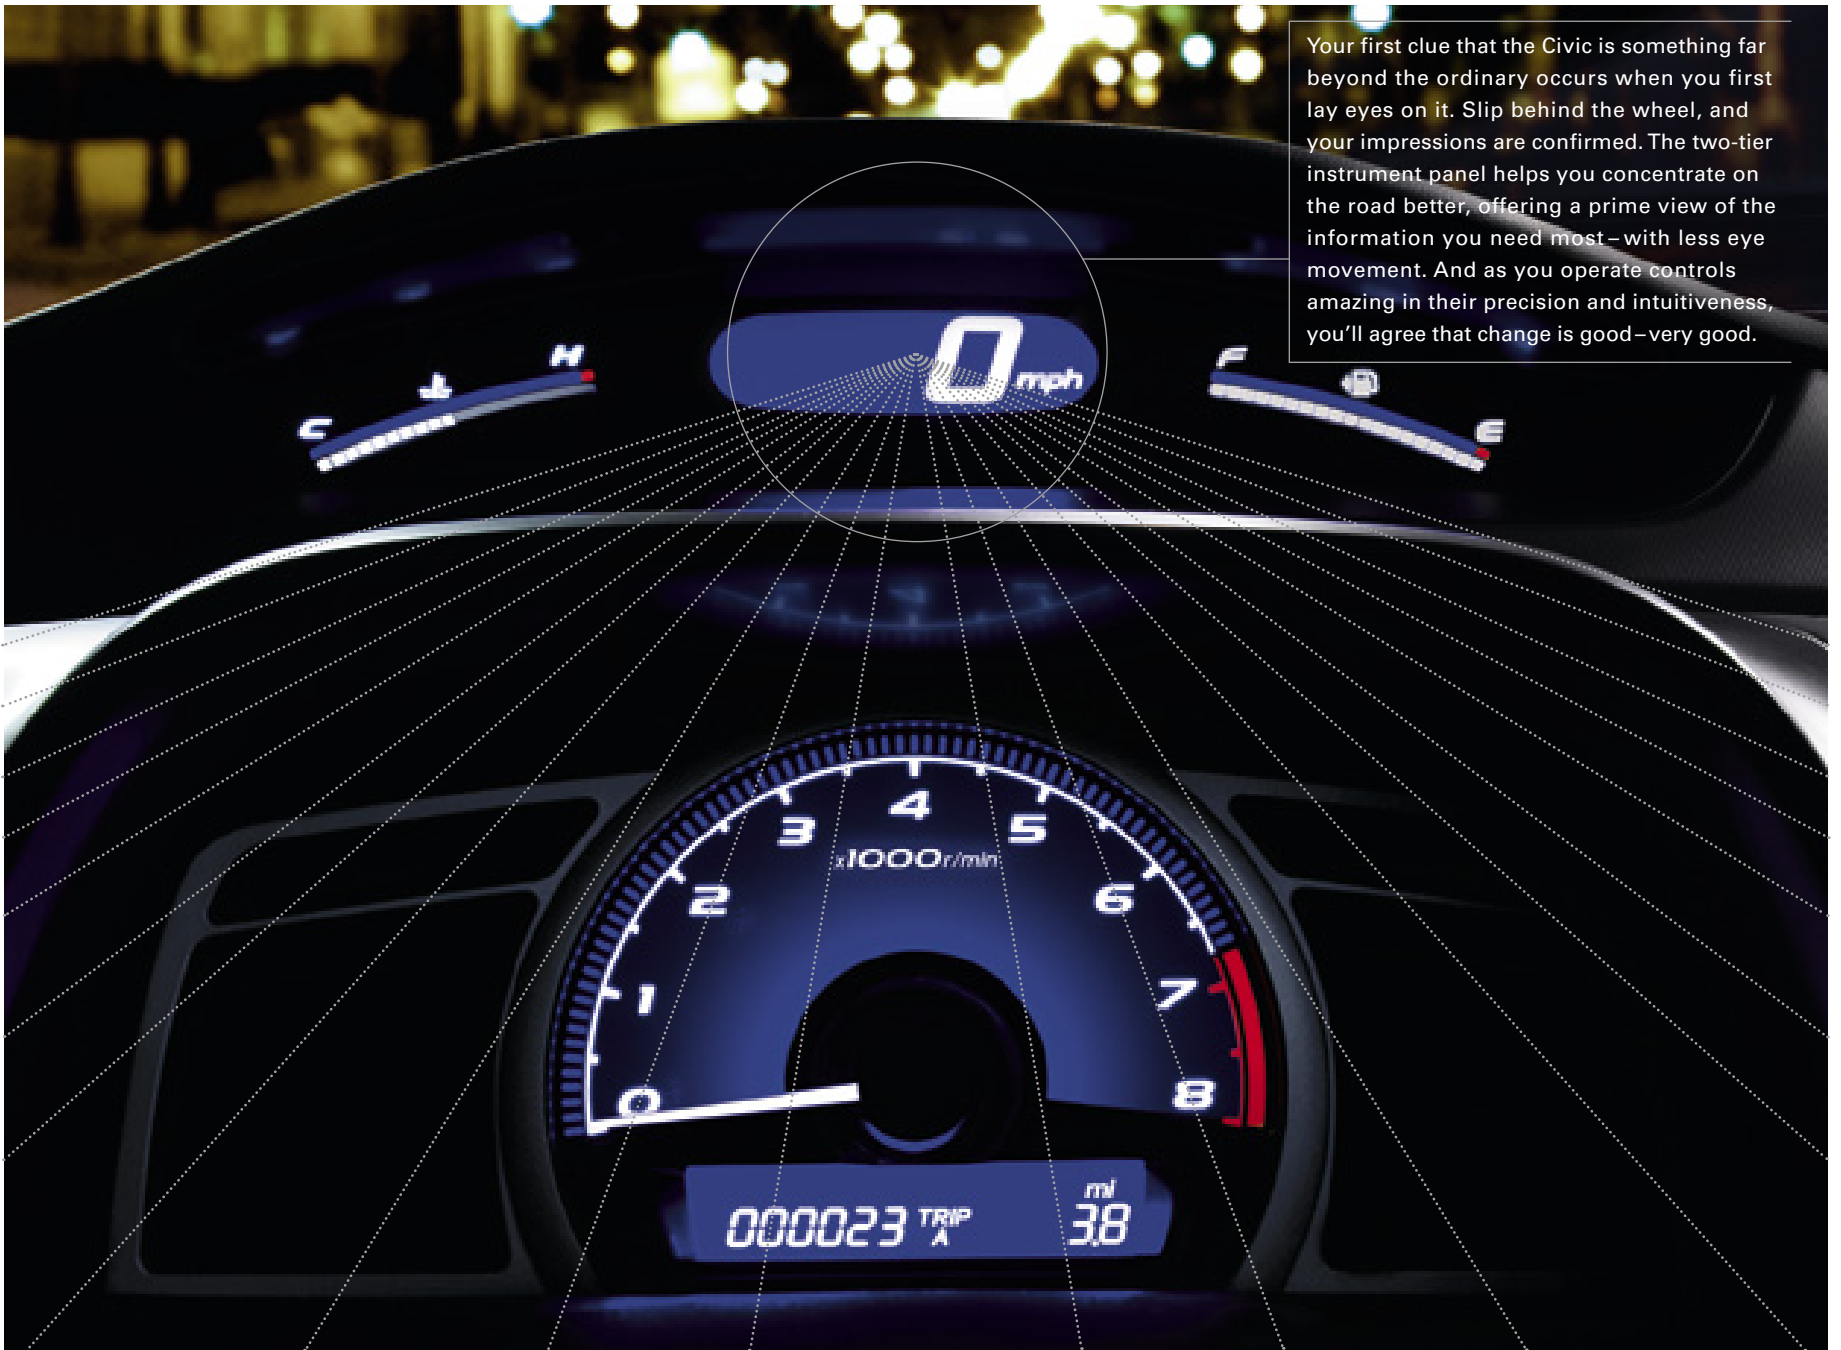 Your first clue that the Civic is something far
beyond the ordinary occurs when you first
lay eyes on it. Slip behind the wheel, and
your impressions are confirmed. The two-tier
instrument panel helps you concentrate on
the road better, offering a prime view of the
information you need most–with less eye
movement. And as you operate controls
amazing in their precision and intuitiveness,
you’ll agree that change is good–very good.
0 mph
C
H
F
E
0
1
2
3
4
5
6
7
8
x1000r/min
000023 TRIP A 3.8 mi